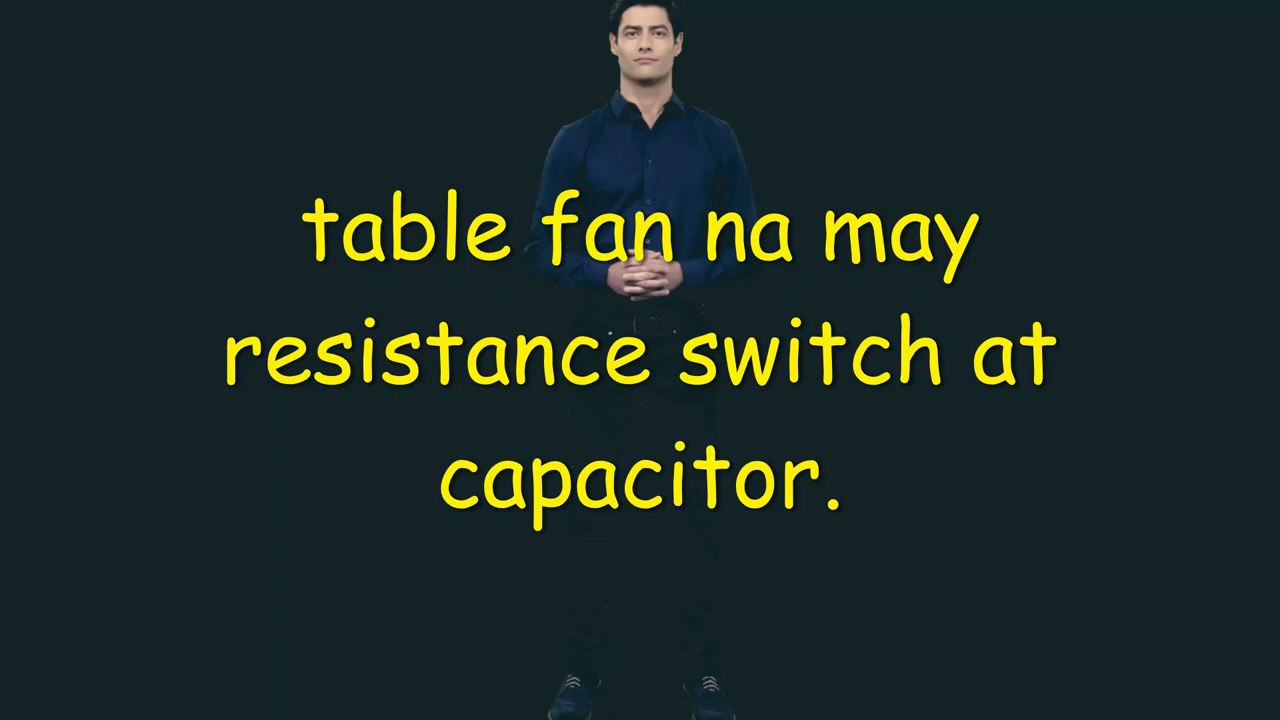 table fan na may
resistance switch at
capacitor.